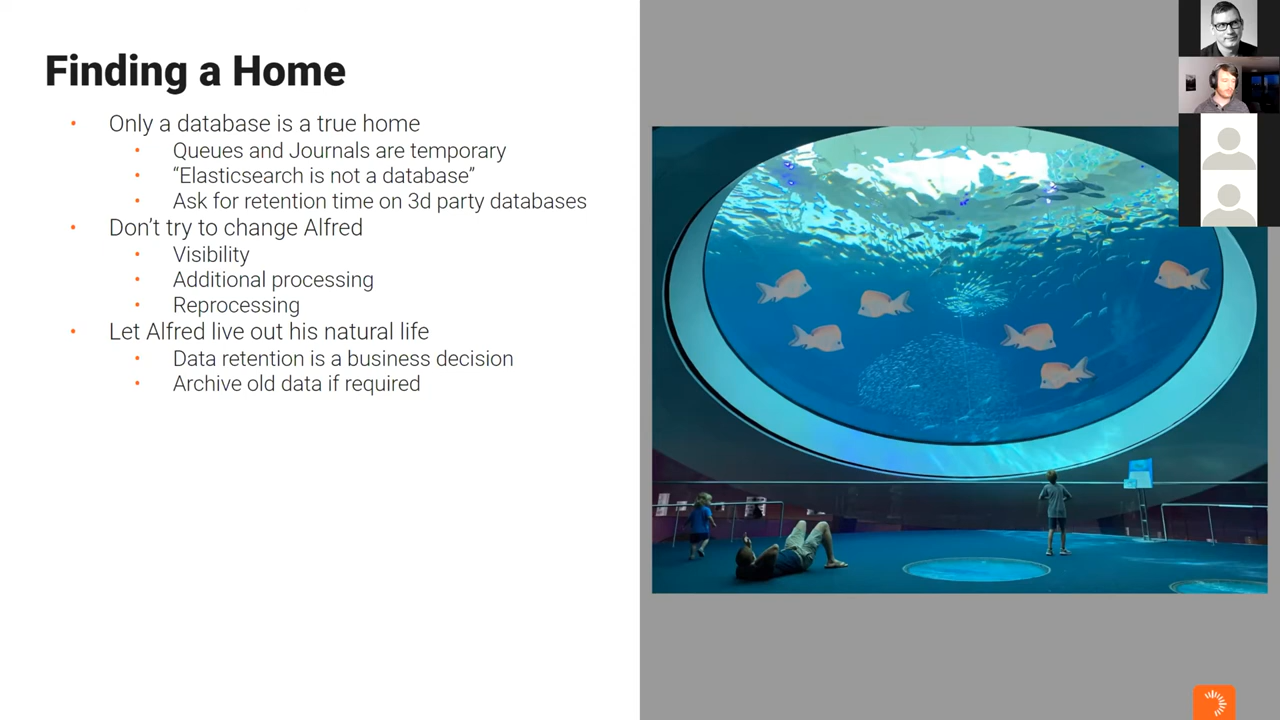 Finding a Home
Only a database is a true home
Queues and Journals are temporary
“Elasticsearch is not a database”
Ask for retention time on 3d party databases
Don’t try to change Alfred
Visibility
Additional processing
Reprocessing
Let Alfred live out his natural life
Data retention is a business decision
Archive old data if required